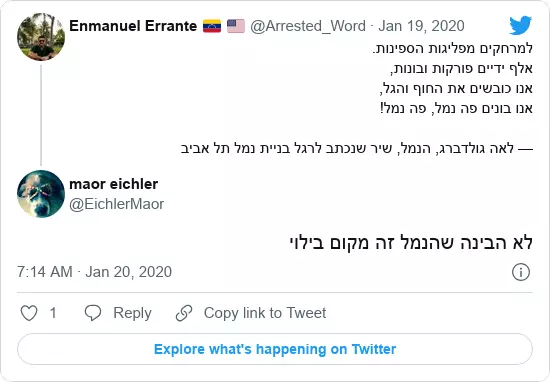 Enmanuel Errante 🇻🇪 🇺🇸 @Arrested_Word · Jan 19, 2020
למרחקים מפליגות הספינות.
אלף ידיים פורקות ובונות,
אנו כובשים את החוף והגל,
אנו בונים פה נמל, פה נמל!
— לאה גולדברג, הנמל, שיר שנכתב לרגל בניית נמל תל אביב
maor eichler
@EichlerMaor
לא הבינה שהנמל זה מקום בילוי
7:14 AM · Jan 20, 2020
1 Reply Copy link to Tweet
Explore what's happening on Twitter